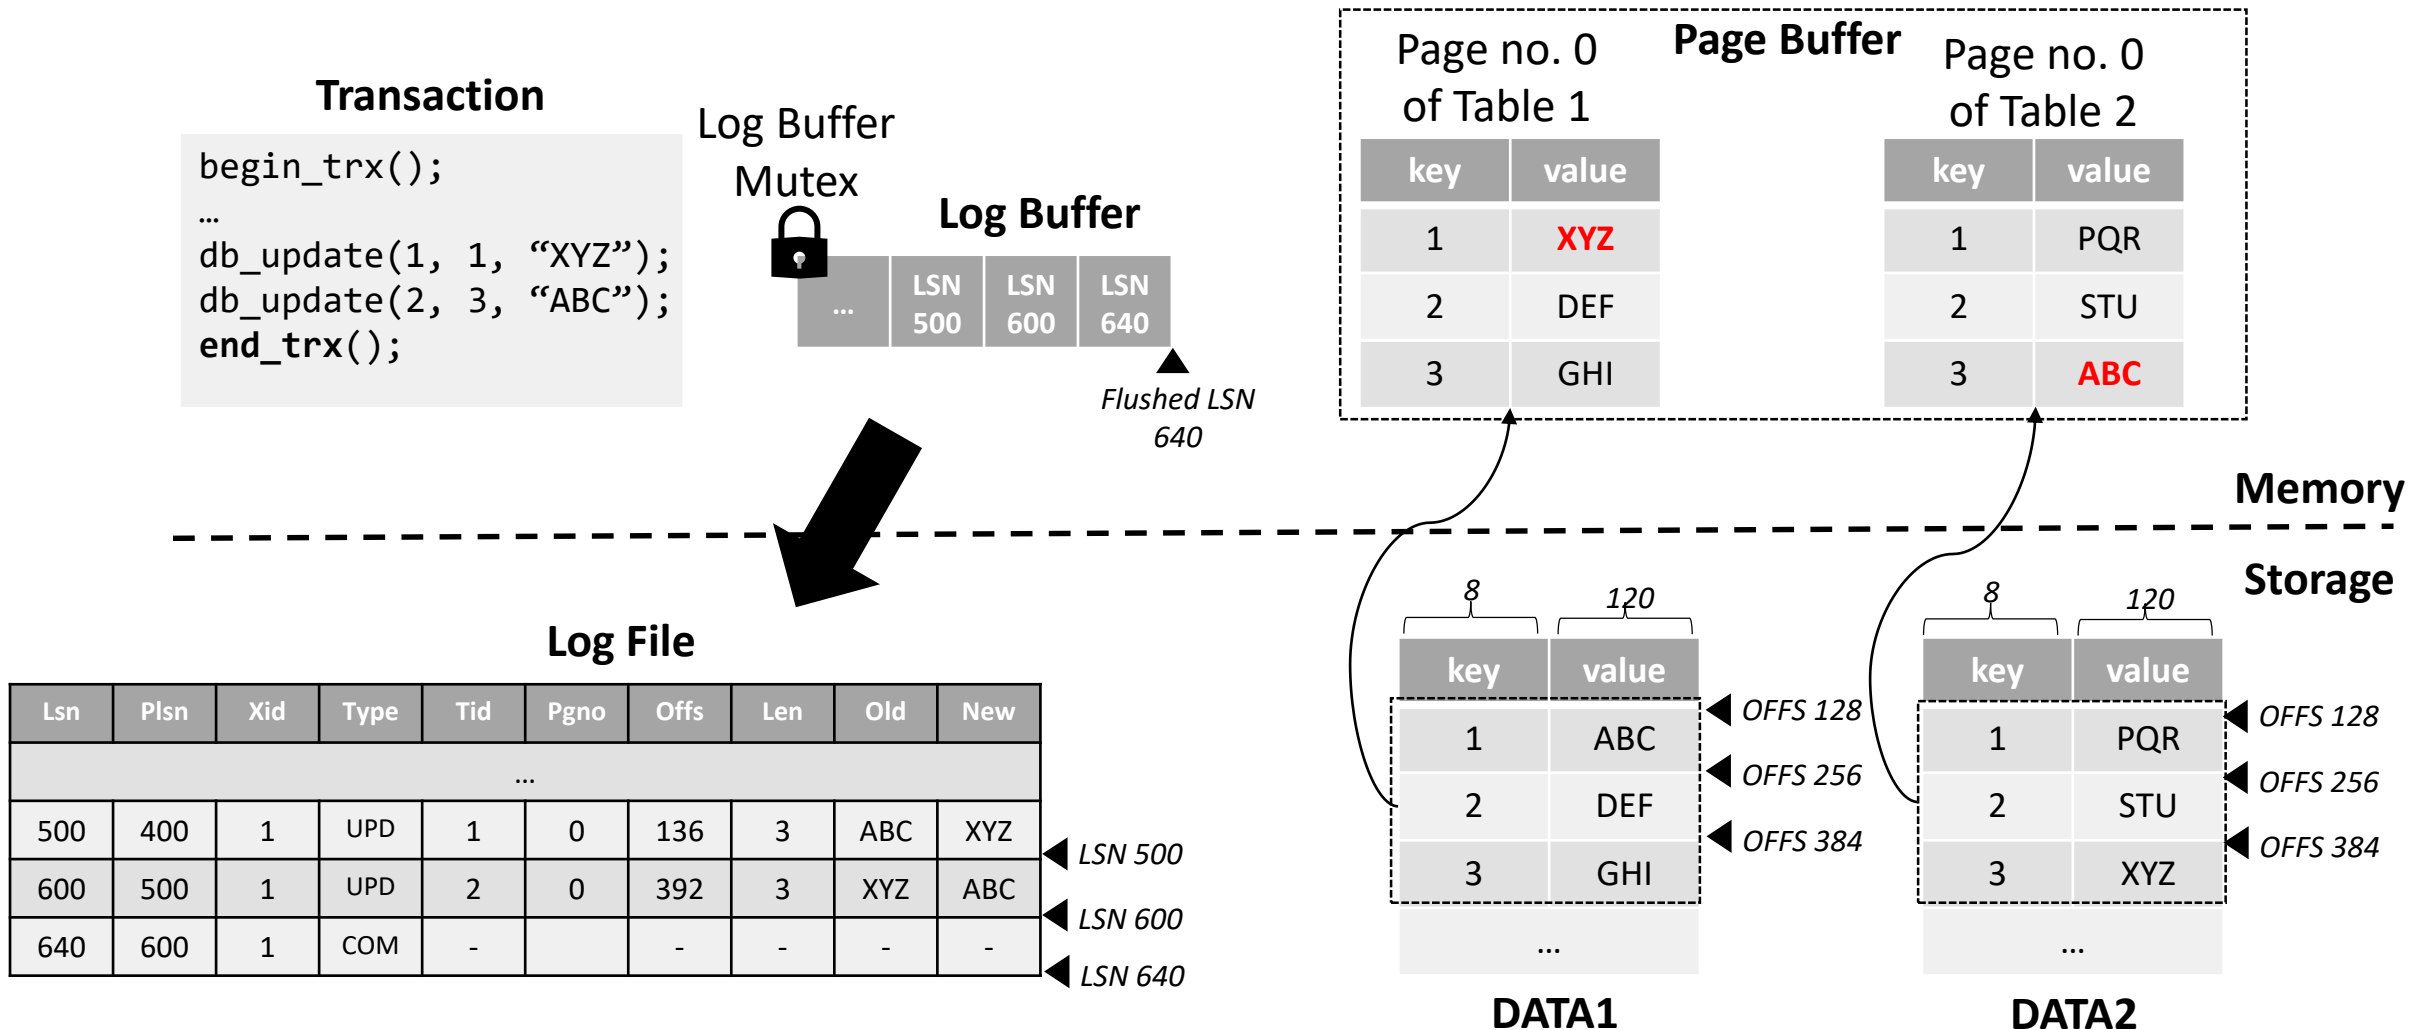 Transaction
begin_trx();
…
db_update(1, 1, “XYZ”);
db_update(2, 3, “ABC”);
end_trx();
Log Buffer
Mutex
Log Buffer
... LSN 500 LSN 600 LSN 640
Flushed LSN
640
Page Buffer
Page no. 0
of Table 1
key value
1 XYZ
2 DEF
3 GHI
Page no. 0
of Table 2
key value
1 PQR
2 STU
3 ABC
Memory
Storage
Log File
Lsn Plsn Xid Type Tid Pgno Offs Len Old New
...
500 400 1 UPD 1 0 136 3 ABC XYZ
LSN 500
600 500 1 UPD 2 0 392 3 XYZ ABC
LSN 600
640 600 1 COM - - - - -
LSN 640
8 120
key value
OFFS 128
1 ABC
OFFS 256
2 DEF
OFFS 384
3 GHI
...
DATA1
8 120
key value
OFFS 128
1 PQR
OFFS 256
2 STU
OFFS 384
3 XYZ
...
DATA2